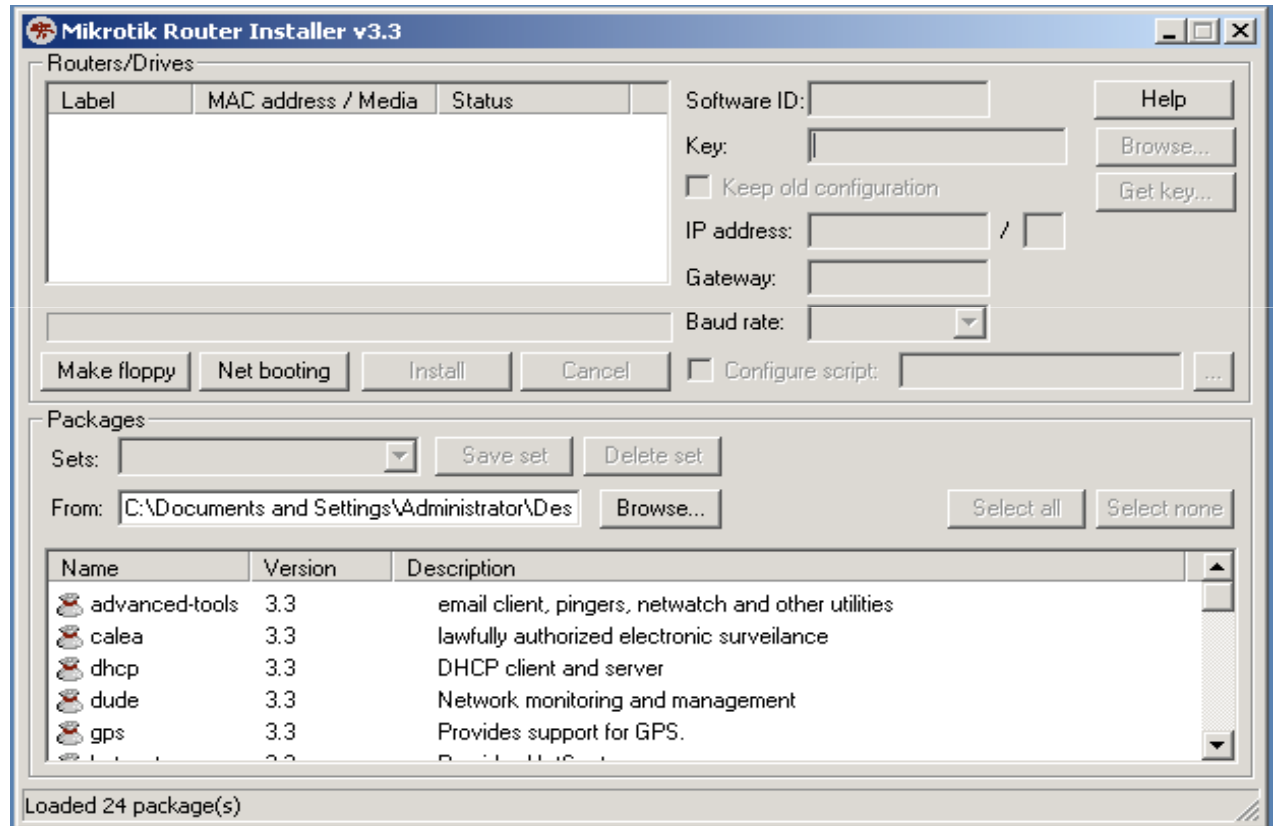 Mikrotik Router Installer v3.3
Routers/Drives
Label MAC address / Media Status
Software ID:
Help
Key:
Browse...
Keep old configuration
Get key...
IP address: /
Gateway:
Baud rate:
Make floppy Net booting Install Cancel
Configure script: ...
Packages
Sets: Save set Delete set
From: C:\Documents and Settings\Administrator\Des Browse... Select all Select none
Name Version Description
advanced-tools 3.3 email client, pingers, netwatch and other utilities
calea 3.3 lawfully authorized electronic surveilance
dhcp 3.3 DHCP client and server
dude 3.3 Network monitoring and management
gps 3.3 Provides support for GPS.
Loaded 24 package(s)